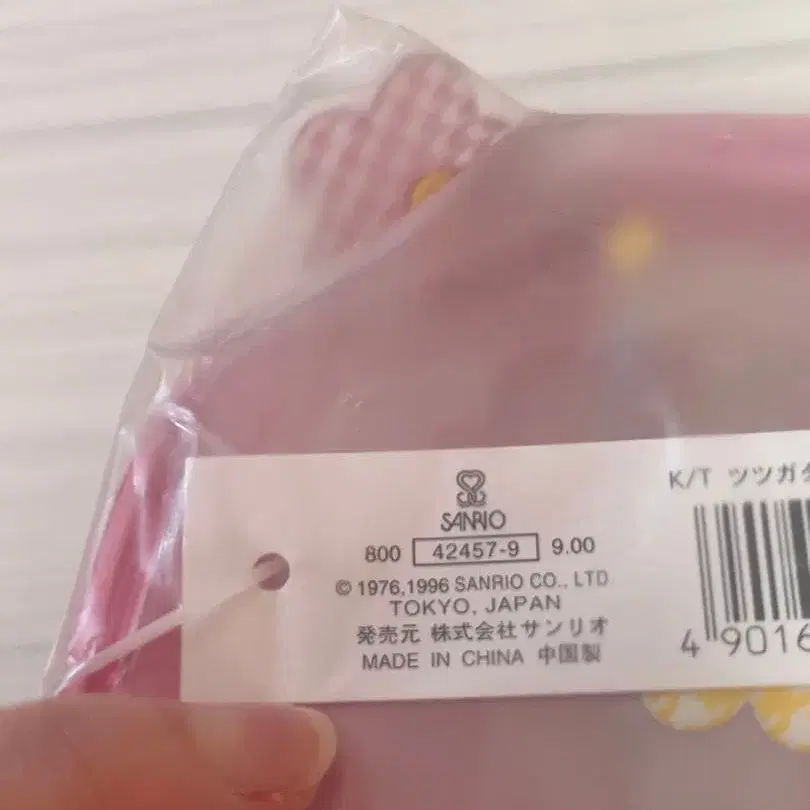 SANRIO
800 42457-9 9.00
© 1976,1996 SANRIO CO., LTD
TOKYO, JAPAN
発売元 株式会社サンリオ
MADE IN CHINA 中国製
K/T ツツガタ
4 9016